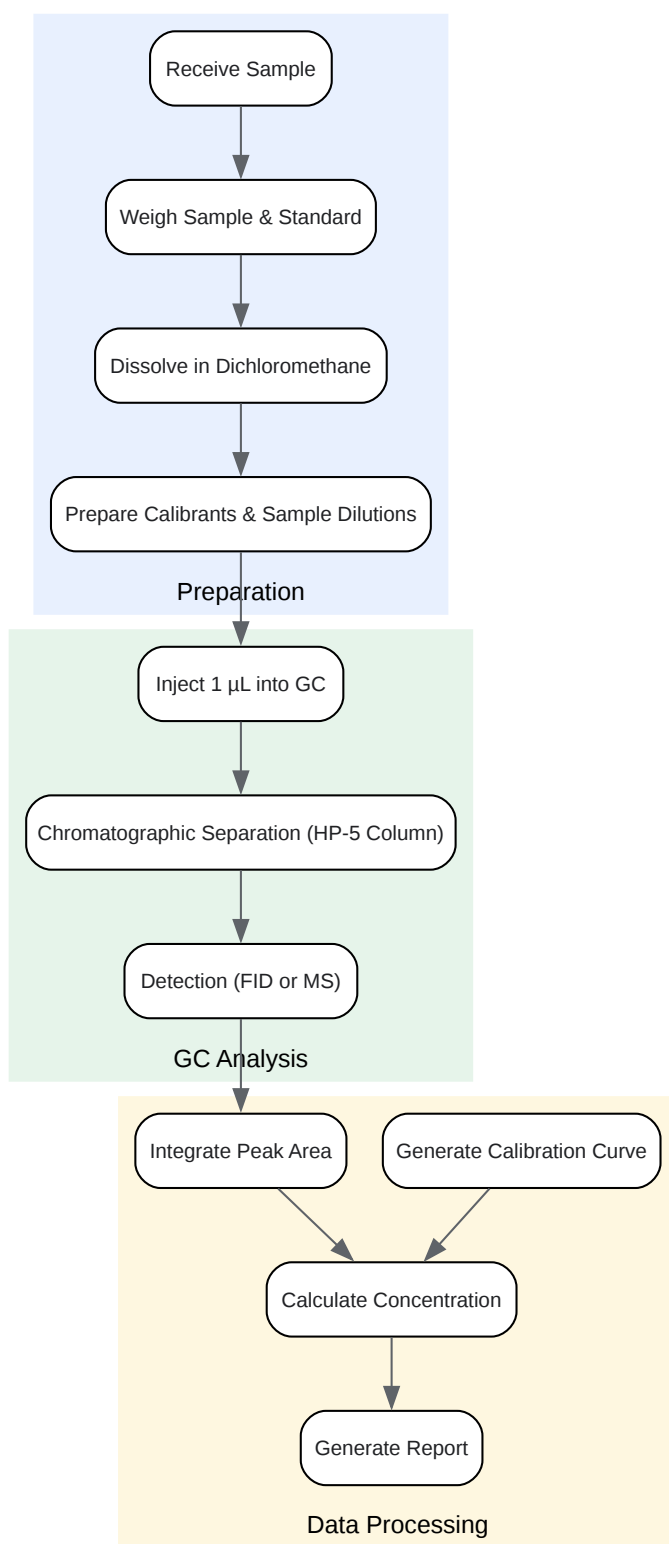 Receive Sample
Weigh Sample & Standard
Dissolve in Dichloromethane
Prepare Calibrants & Sample Dilutions
Preparation
Inject 1 µL into GC
Chromatographic Separation (HP-5 Column)
Detection (FID or MS)
GC Analysis
Integrate Peak Area
Generate Calibration Curve
Calculate Concentration
Generate Report
Data Processing